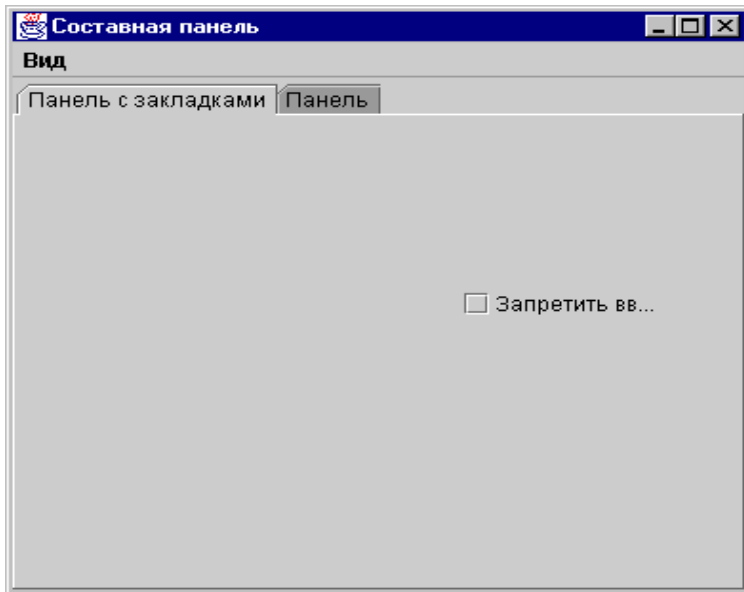 Составная панель
Вид
Панель с закладками Панель
Запретить вв...